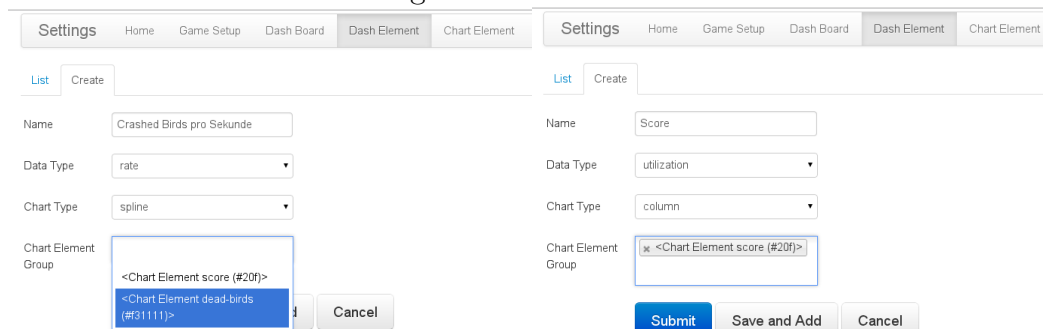 Settings Home Game Setup Dash Board Dash Element Chart Element
List Create
Name Crashed Birds pro Sekunde
Data Type rate
Chart Type spline
Chart Element
Group
<Chart Element score (#20f)>
<Chart Element dead-birds
(#f31111)>
Cancel
Settings Home Game Setup Dash Board Dash Element Chart Element
List Create
Name Score
Data Type utilization
Chart Type column
Chart Element
Group
× <Chart Element score (#20f)>
Submit Save and Add Cancel